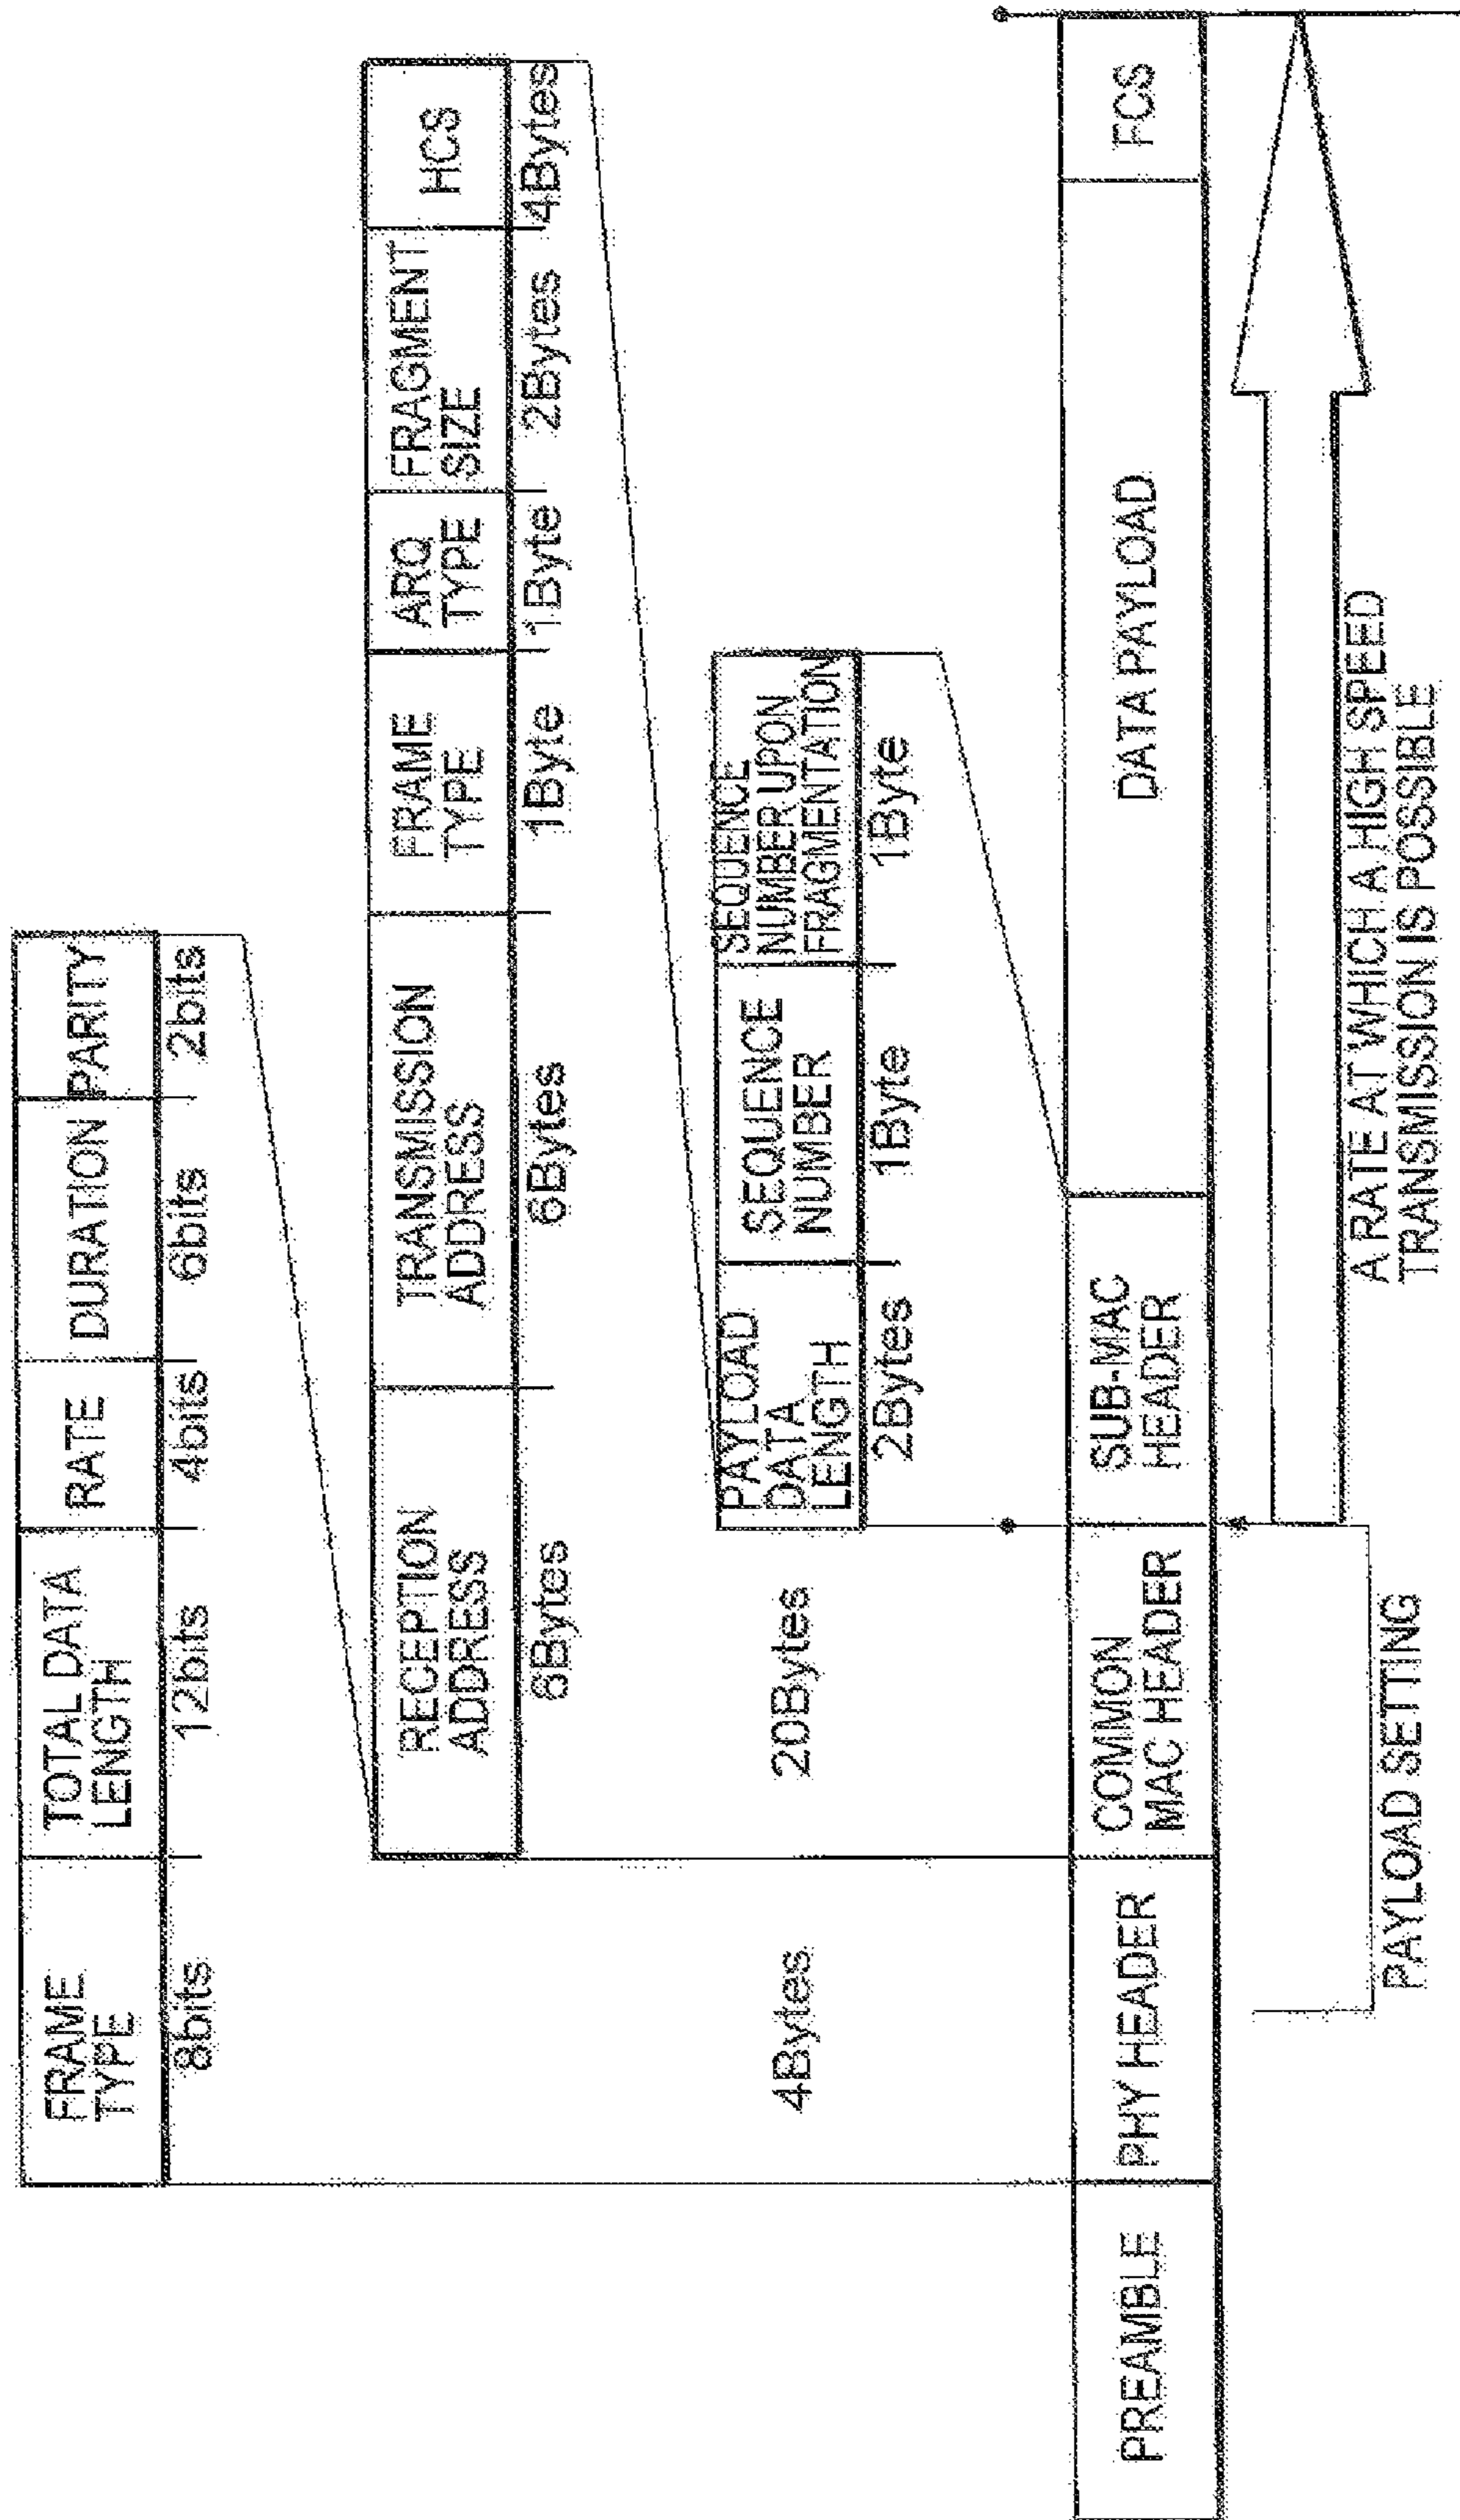 FRAME
TYPE
TOTAL DATA
LENGTH
RATE
DURATION
PARITY
8bits
12bits
4bits
6bits
2bits
RECEPTION
ADDRESS
TRANSMISSION
ADDRESS
FRAME
TYPE
ARQ
TYPE
FRAGMENT
SIZE
HCS
6Bytes
6Bytes
1Byte
1Byte
2Bytes
4Bytes
PAYLOAD
DATA
LENGTH
SEQUENCE
NUMBER
SEQUENCE
NUMBER UPON
FRAGMENTATION
4Bytes
20Bytes
2Bytes
1Byte
1Byte
PREAMBLE
PHY HEADER
COMMON
MAC HEADER
SUB-MAC
HEADER
DATA PAYLOAD
FCS
PAYLOAD SETTING
A RATE AT WHICH A HIGH SPEED
TRANSMISSION IS POSSIBLE